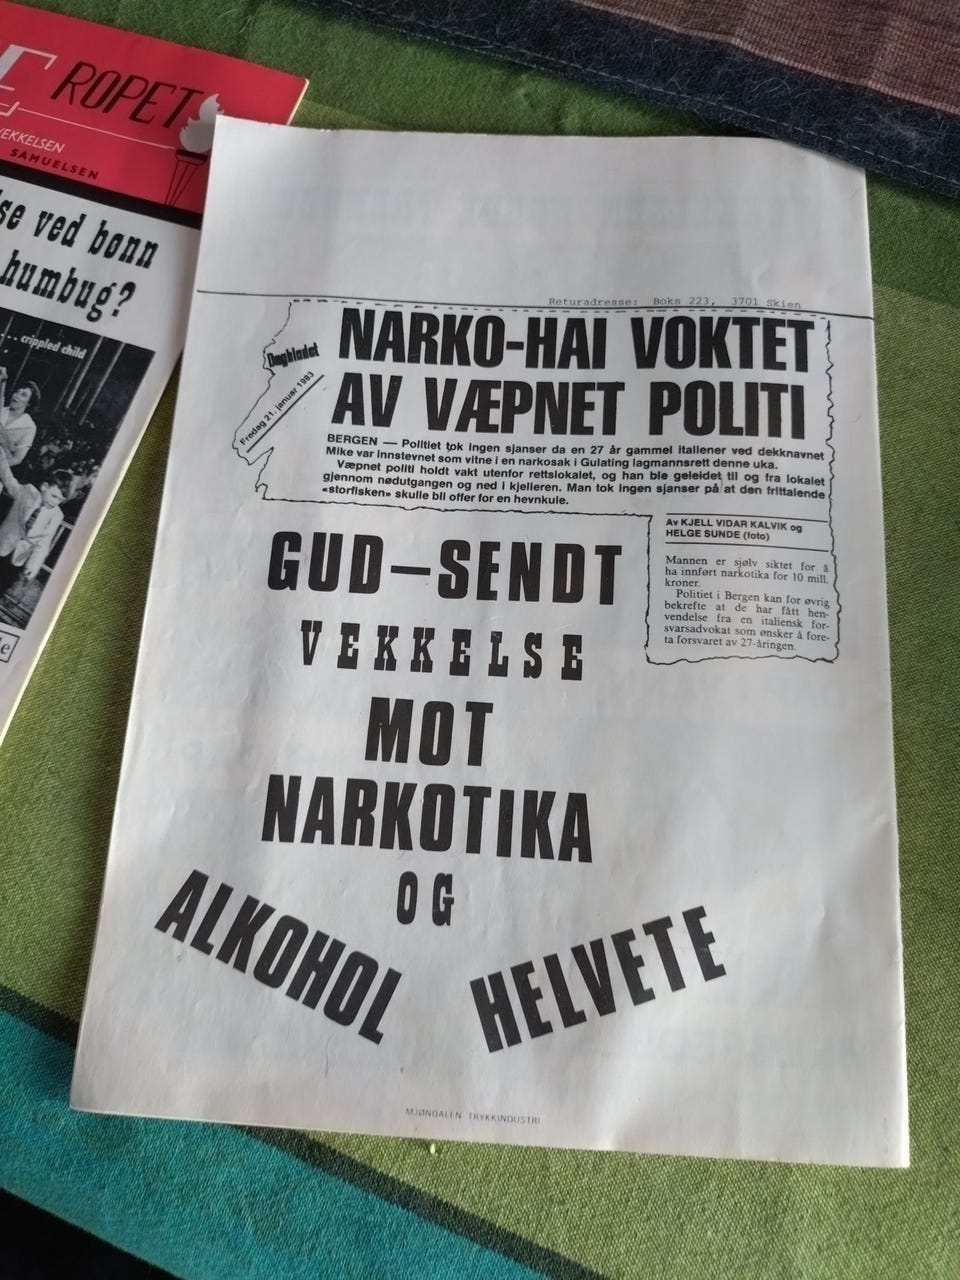 ROPET
VEKKELSEN
SAMUELSEN
se ved bønn
humbug?
... crippled child
Returadresse: Boks 223, 3701 Skien
Dagbladet
Fredag 21. januar 1983
NARKO-HAI VOKTET
AV VÆPNET POLITI
BERGEN — Politiet tok ingen sjanser da en 27 år gammel italiener ved dekknavnet
Mike var innstevnet som vitne i en narkosak i Gulating lagmannsrett denne uka.
Væpnet politi holdt vakt utenfor rettslokalet, og han ble geleidet til og fra lokalet
gjennom nødutgangen og ned i kjelleren. Man tok ingen sjanser på at den frittalende
«storfisken» skulle bli offer for en hevnkule.
Av KJELL VIDAR KALVIK og
HELGE SUNDE (foto)
Mannen er sjølv siktet for å
ha innført narkotika for 10 mill.
kroner.
Politiet i Bergen kan for øvrig
bekrefte at de har fått hen-
vendelse fra en italiensk for-
svarsadvokat som ønsker å fore-
ta forsvaret av 27-åringen.
GUD—SENDT
VEKKELSE
MOT
NARKOTIKA
OG
ALKOHOL HELVETE
MJØNDALEN TRYKKINDUSTRI